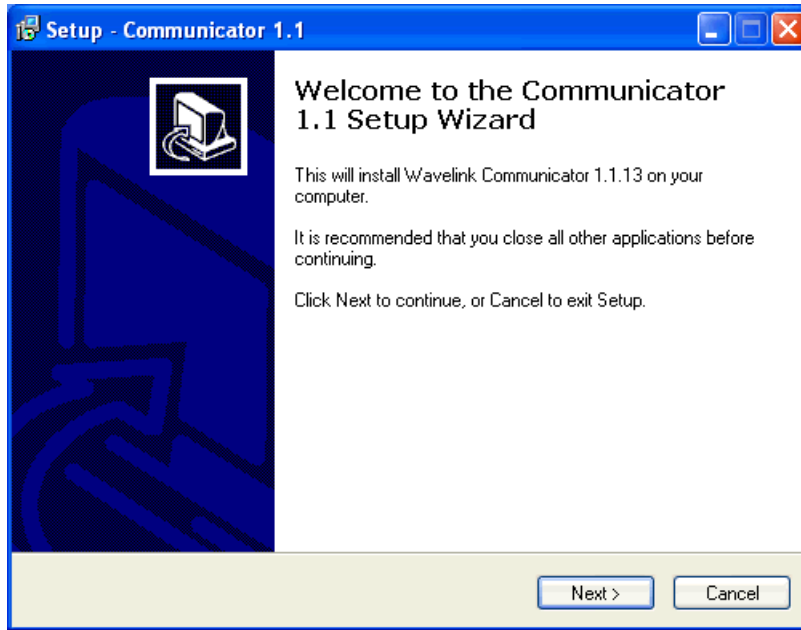 Setup - Communicator 1.1
Welcome to the Communicator
1.1 Setup Wizard
This will install Wavelink Communicator 1.1.13 on your
computer.
It is recommended that you close all other applications before
continuing.
Click Next to continue, or Cancel to exit Setup.
Next >
Cancel